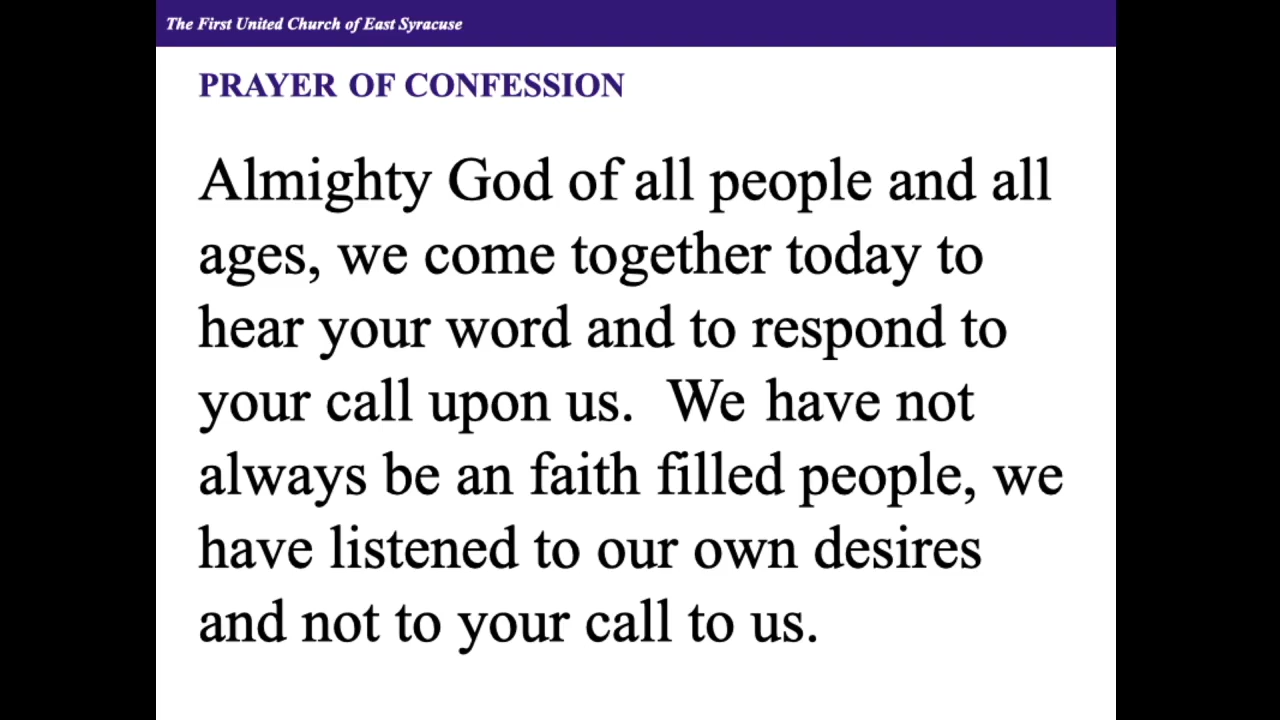 The First United Church of East Syracuse
PRAYER OF CONFESSION
Almighty God of all people and all
ages, we come together today to
hear your word and to respond to
your call upon us.  We have not
always be an faith filled people, we
have listened to our own desires
and not to your call to us.